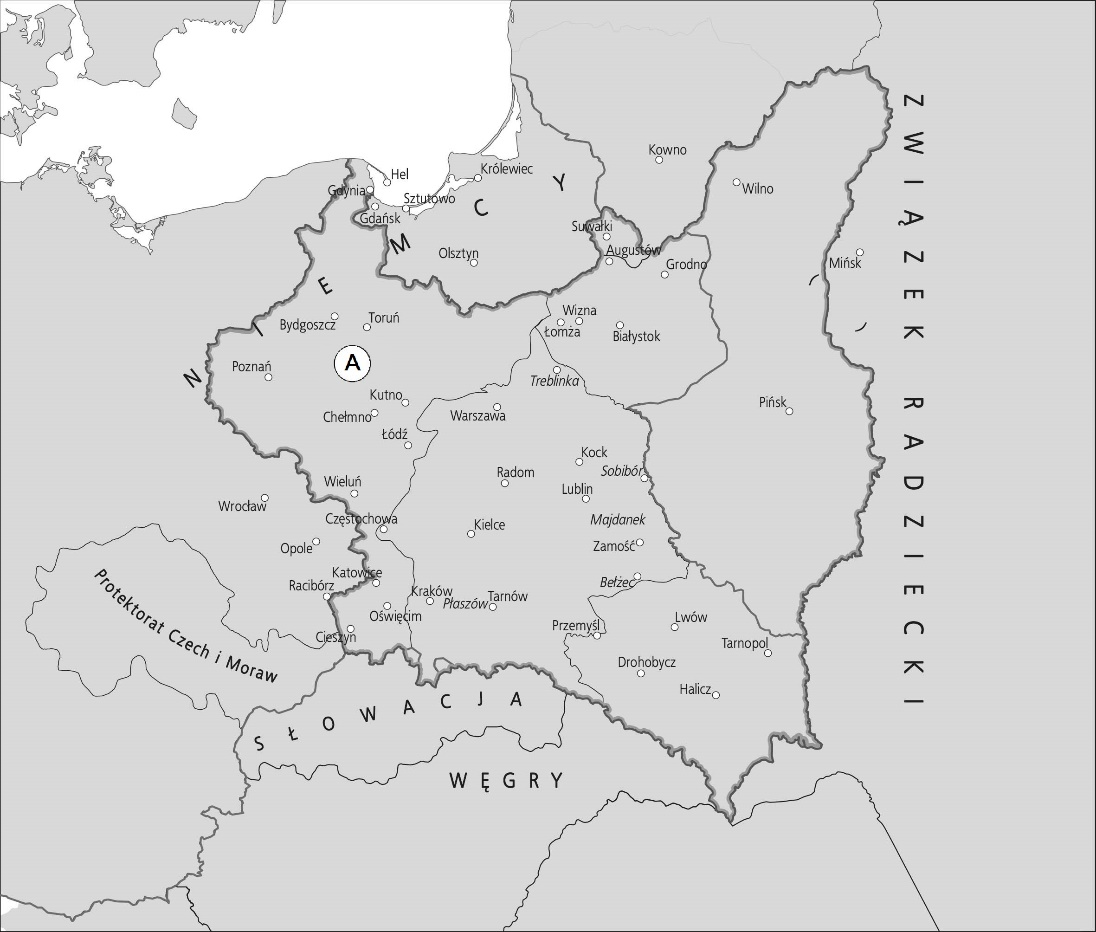 Kowno
Wilno
Hel
Królewiec
Gdynia
Sztutowo
Gdańsk
Suwałki
Augustów
Grodno
Mińsk
Olsztyn
NIEMCY
Bydgoszcz
Toruń
Wizna
Łomża
Białystok
A
Poznań
Treblinka
Kutno
Chełmno
Warszawa
Pińsk
Łódź
Kock
Radom
Sobibór
Wieluń
Lublin
Wrocław
Częstochowa
Majdanek
Kielce
Opole
Zamość
Katowice
Racibórz
Bełżec
Kraków
Płaszów
Tarnów
Oświęcim
Przemyśl
Lwów
Cieszyn
Tarnopol
Drohobycz
Halicz
Protektorat Czech i Moraw
SŁOWACJA
WĘGRY
ZWIĄZEK RADZIECKI